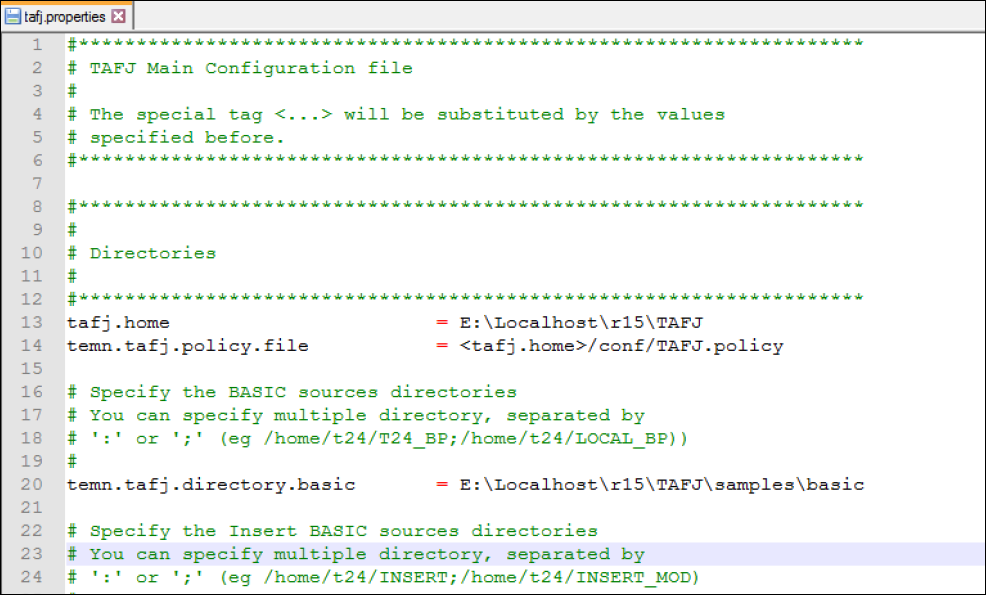 tafj.properties
1 #********************************************************************
2 # TAFJ Main Configuration file
3 #
4 # The special tag <...> will be substituted by the values
5 # specified before.
6 #********************************************************************
7
8 #********************************************************************
9 #
10 # Directories
11 #
12 #********************************************************************
13 tafj.home = E:\Localhost\r15\TAFJ
14 temn.tafj.policy.file = <tafj.home>/conf/TAFJ.policy
15
16 # Specify the BASIC sources directories
17 # You can specify multiple directory, separated by
18 # ':' or ';' (eg /home/t24/T24_BP;/home/t24/LOCAL_BP))
19 #
20 temn.tafj.directory.basic = E:\Localhost\r15\TAFJ\samples\basic
21
22 # Specify the Insert BASIC sources directories
23 # You can specify multiple directory, separated by
24 # ':' or ';' (eg /home/t24/INSERT;/home/t24/INSERT_MOD)